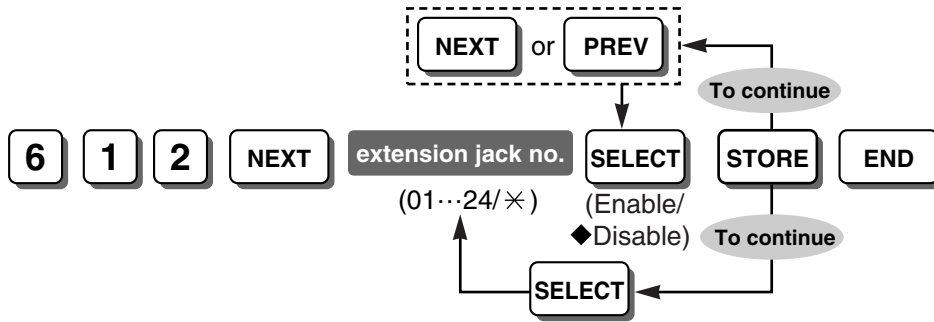 NEXT or PREV
To continue
6 1 2 NEXT extension jack no. SELECT STORE END
(01···24/✳) (Enable/
◆Disable) To continue
SELECT